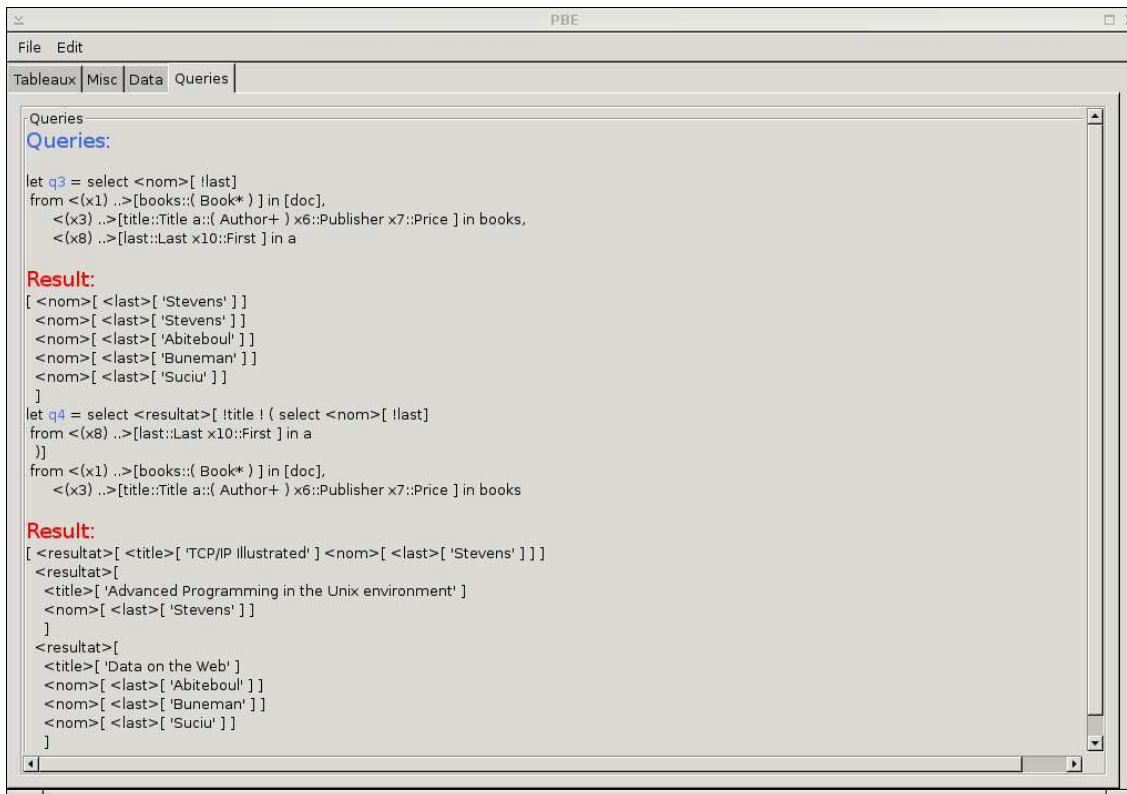 PBE
File Edit
Tableaux Misc Data Queries
Queries
Queries:
let q3 = select <nom>[ !last]
from <(x1) ..>[books::( Book* ) ] in [doc],
<(x3) ..>[title::Title a::( Author+ ) x6::Publisher x7::Price ] in books,
<(x8) ..>[last::Last x10::First ] in a
Result:
[ <nom>[ <last>[ 'Stevens' ] ]
<nom>[ <last>[ 'Stevens' ] ]
<nom>[ <last>[ 'Abiteboul' ] ]
<nom>[ <last>[ 'Buneman' ] ]
<nom>[ <last>[ 'Suciu' ] ]
]
let q4 = select <resultat>[ !title ! ( select <nom>[ !last]
from <(x8) ..>[last::Last x10::First ] in a
)]
from <(x1) ..>[books::( Book* ) ] in [doc],
<(x3) ..>[title::Title a::( Author+ ) x6::Publisher x7::Price ] in books
Result:
[ <resultat>[ <title>[ 'TCP/IP Illustrated' ] <nom>[ <last>[ 'Stevens' ] ] ]
<resultat>[
<title>[ 'Advanced Programming in the Unix environment' ]
<nom>[ <last>[ 'Stevens' ] ]
]
<resultat>[
<title>[ 'Data on the Web' ]
<nom>[ <last>[ 'Abiteboul' ] ]
<nom>[ <last>[ 'Buneman' ] ]
<nom>[ <last>[ 'Suciu' ] ]
]